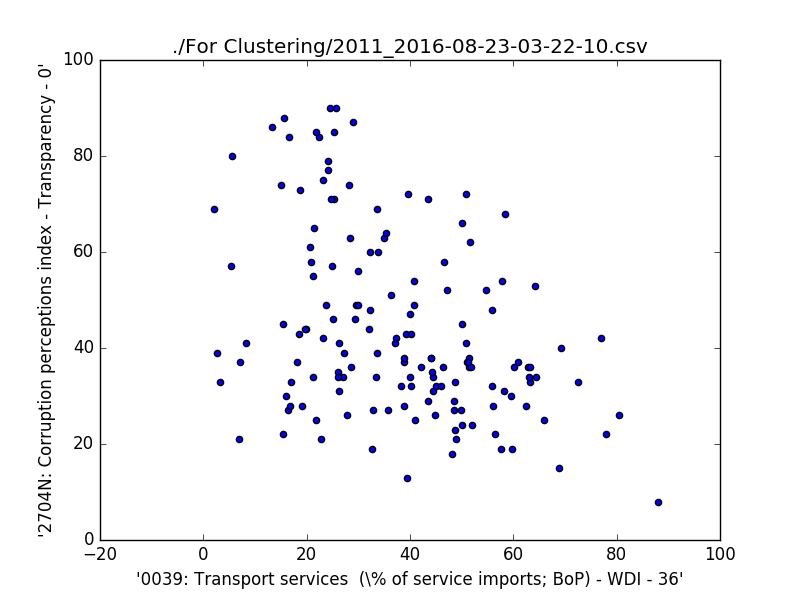 ./For Clustering/2011_2016-08-23-03-22-10.csv
100
80
60
40
20
0
'2704N: Corruption perceptions index - Transparency - 0'
−20 0 20 40 60 80 100
'0039: Transport services  (\% of service imports; BoP) - WDI - 36'